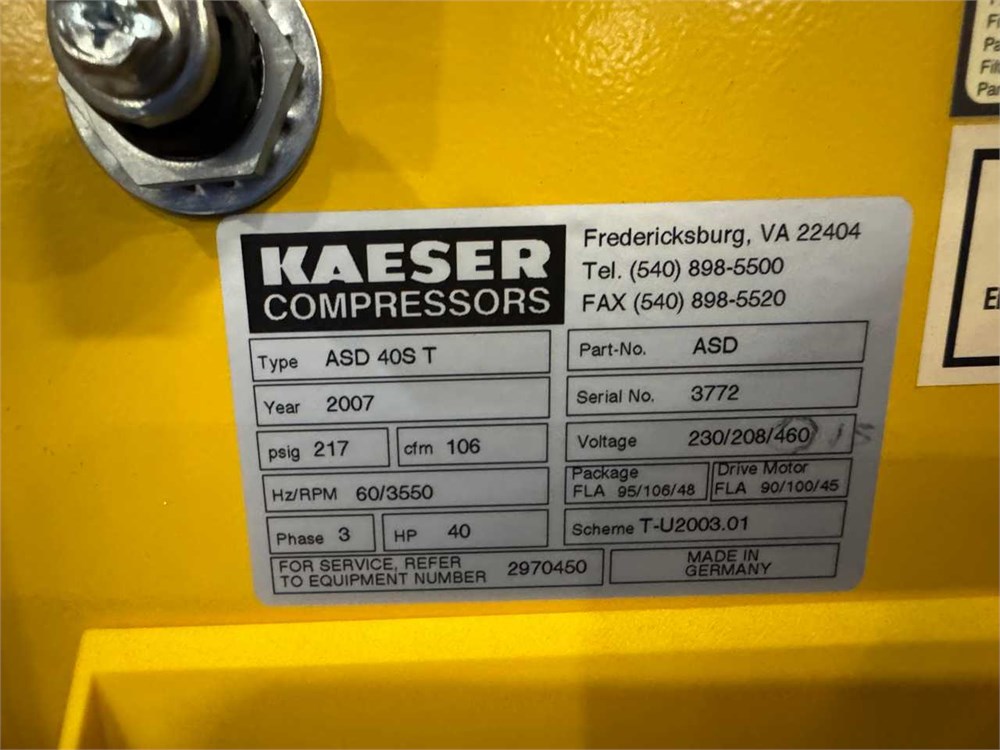 KAESER
COMPRESSORS
Fredericksburg, VA 22404
Tel. (540) 898-5500
FAX (540) 898-5520
Type ASD 40S T
Part-No. ASD
Year 2007
Serial No. 3772
psig 217 cfm 106
Voltage 230/208/460
Hz/RPM 60/3550
Package
FLA 95/106/48
Drive Motor
FLA 90/100/45
Phase 3 HP 40
Scheme T-U2003.01
FOR SERVICE, REFER
TO EQUIPMENT NUMBER 2970450
MADE IN
GERMANY